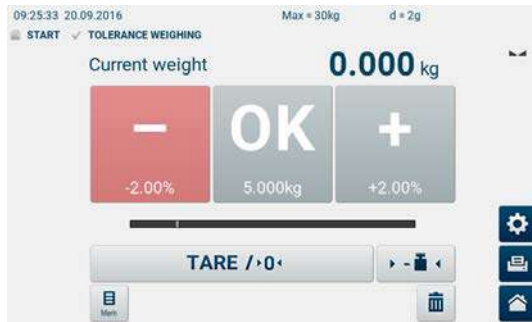 09:25:33 20.09.2016 Max = 30kg d = 2g
START TOLERANCE WEIGHING
Current weight 0.000 kg
− OK +
-2.00% 5.000kg +2.00%
TARE /›0‹ › - ‹
Mem